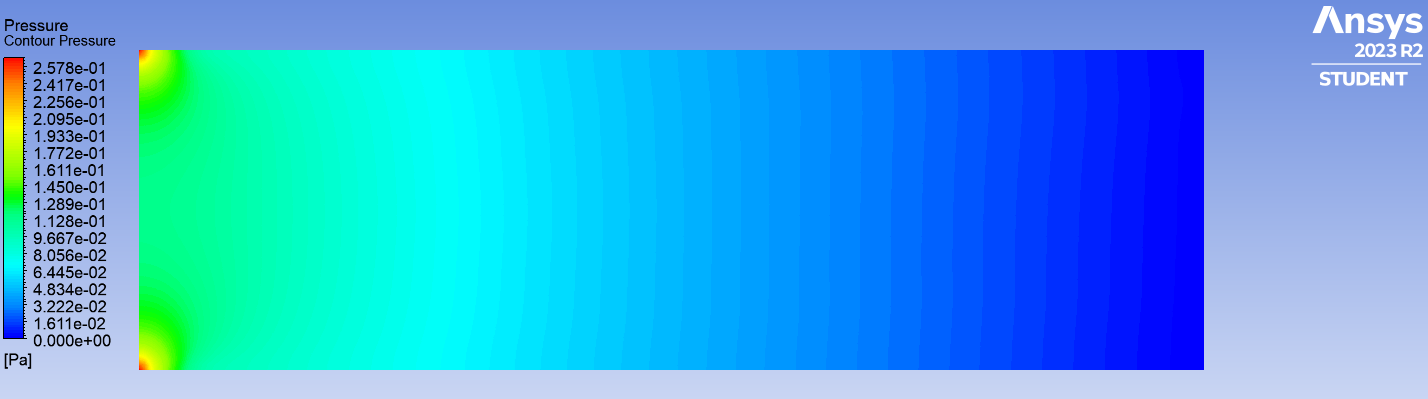 Pressure
Contour Pressure
2.578e-01
2.417e-01
2.256e-01
2.095e-01
1.933e-01
1.772e-01
1.611e-01
1.450e-01
1.289e-01
1.128e-01
9.667e-02
8.056e-02
6.445e-02
4.834e-02
3.222e-02
1.611e-02
0.000e+00
[Pa]
Ansys
2023 R2
STUDENT